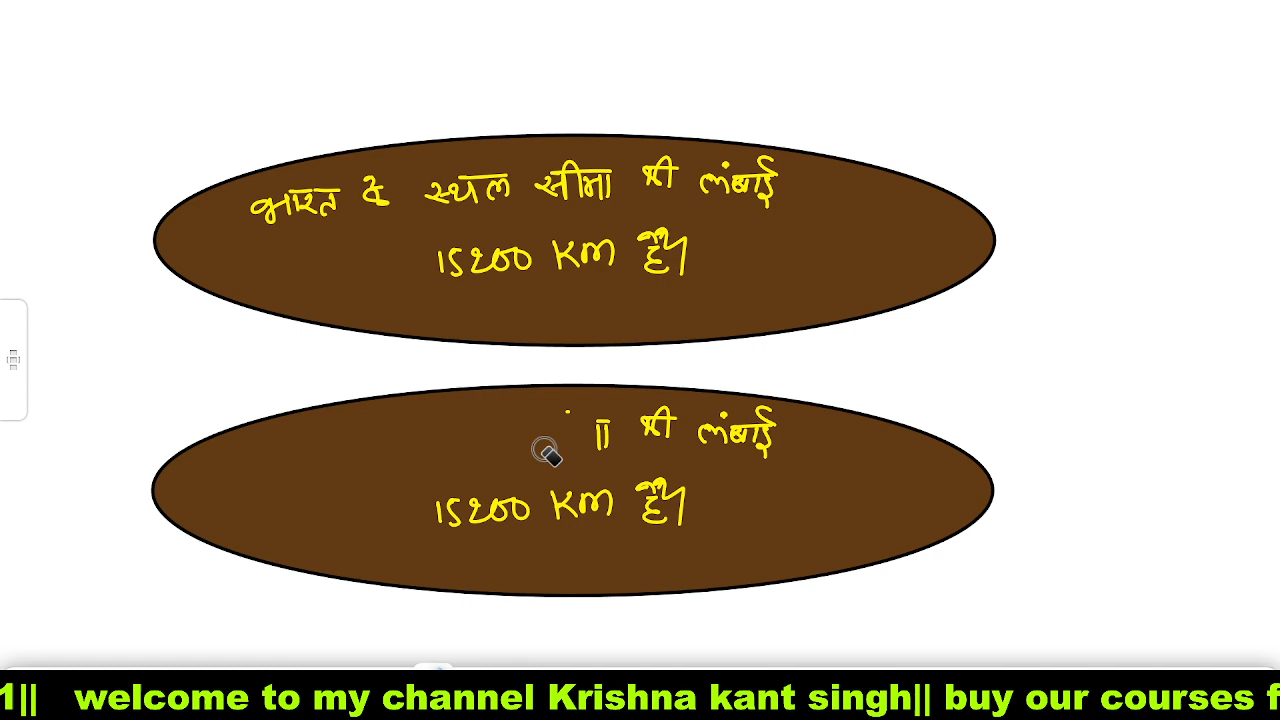 भारत के स्थल सीमा की लंबाई
15200 KM है।
की लंबाई
15200 KM है।
1|| welcome to my channel Krishna kant singh|| buy our courses f